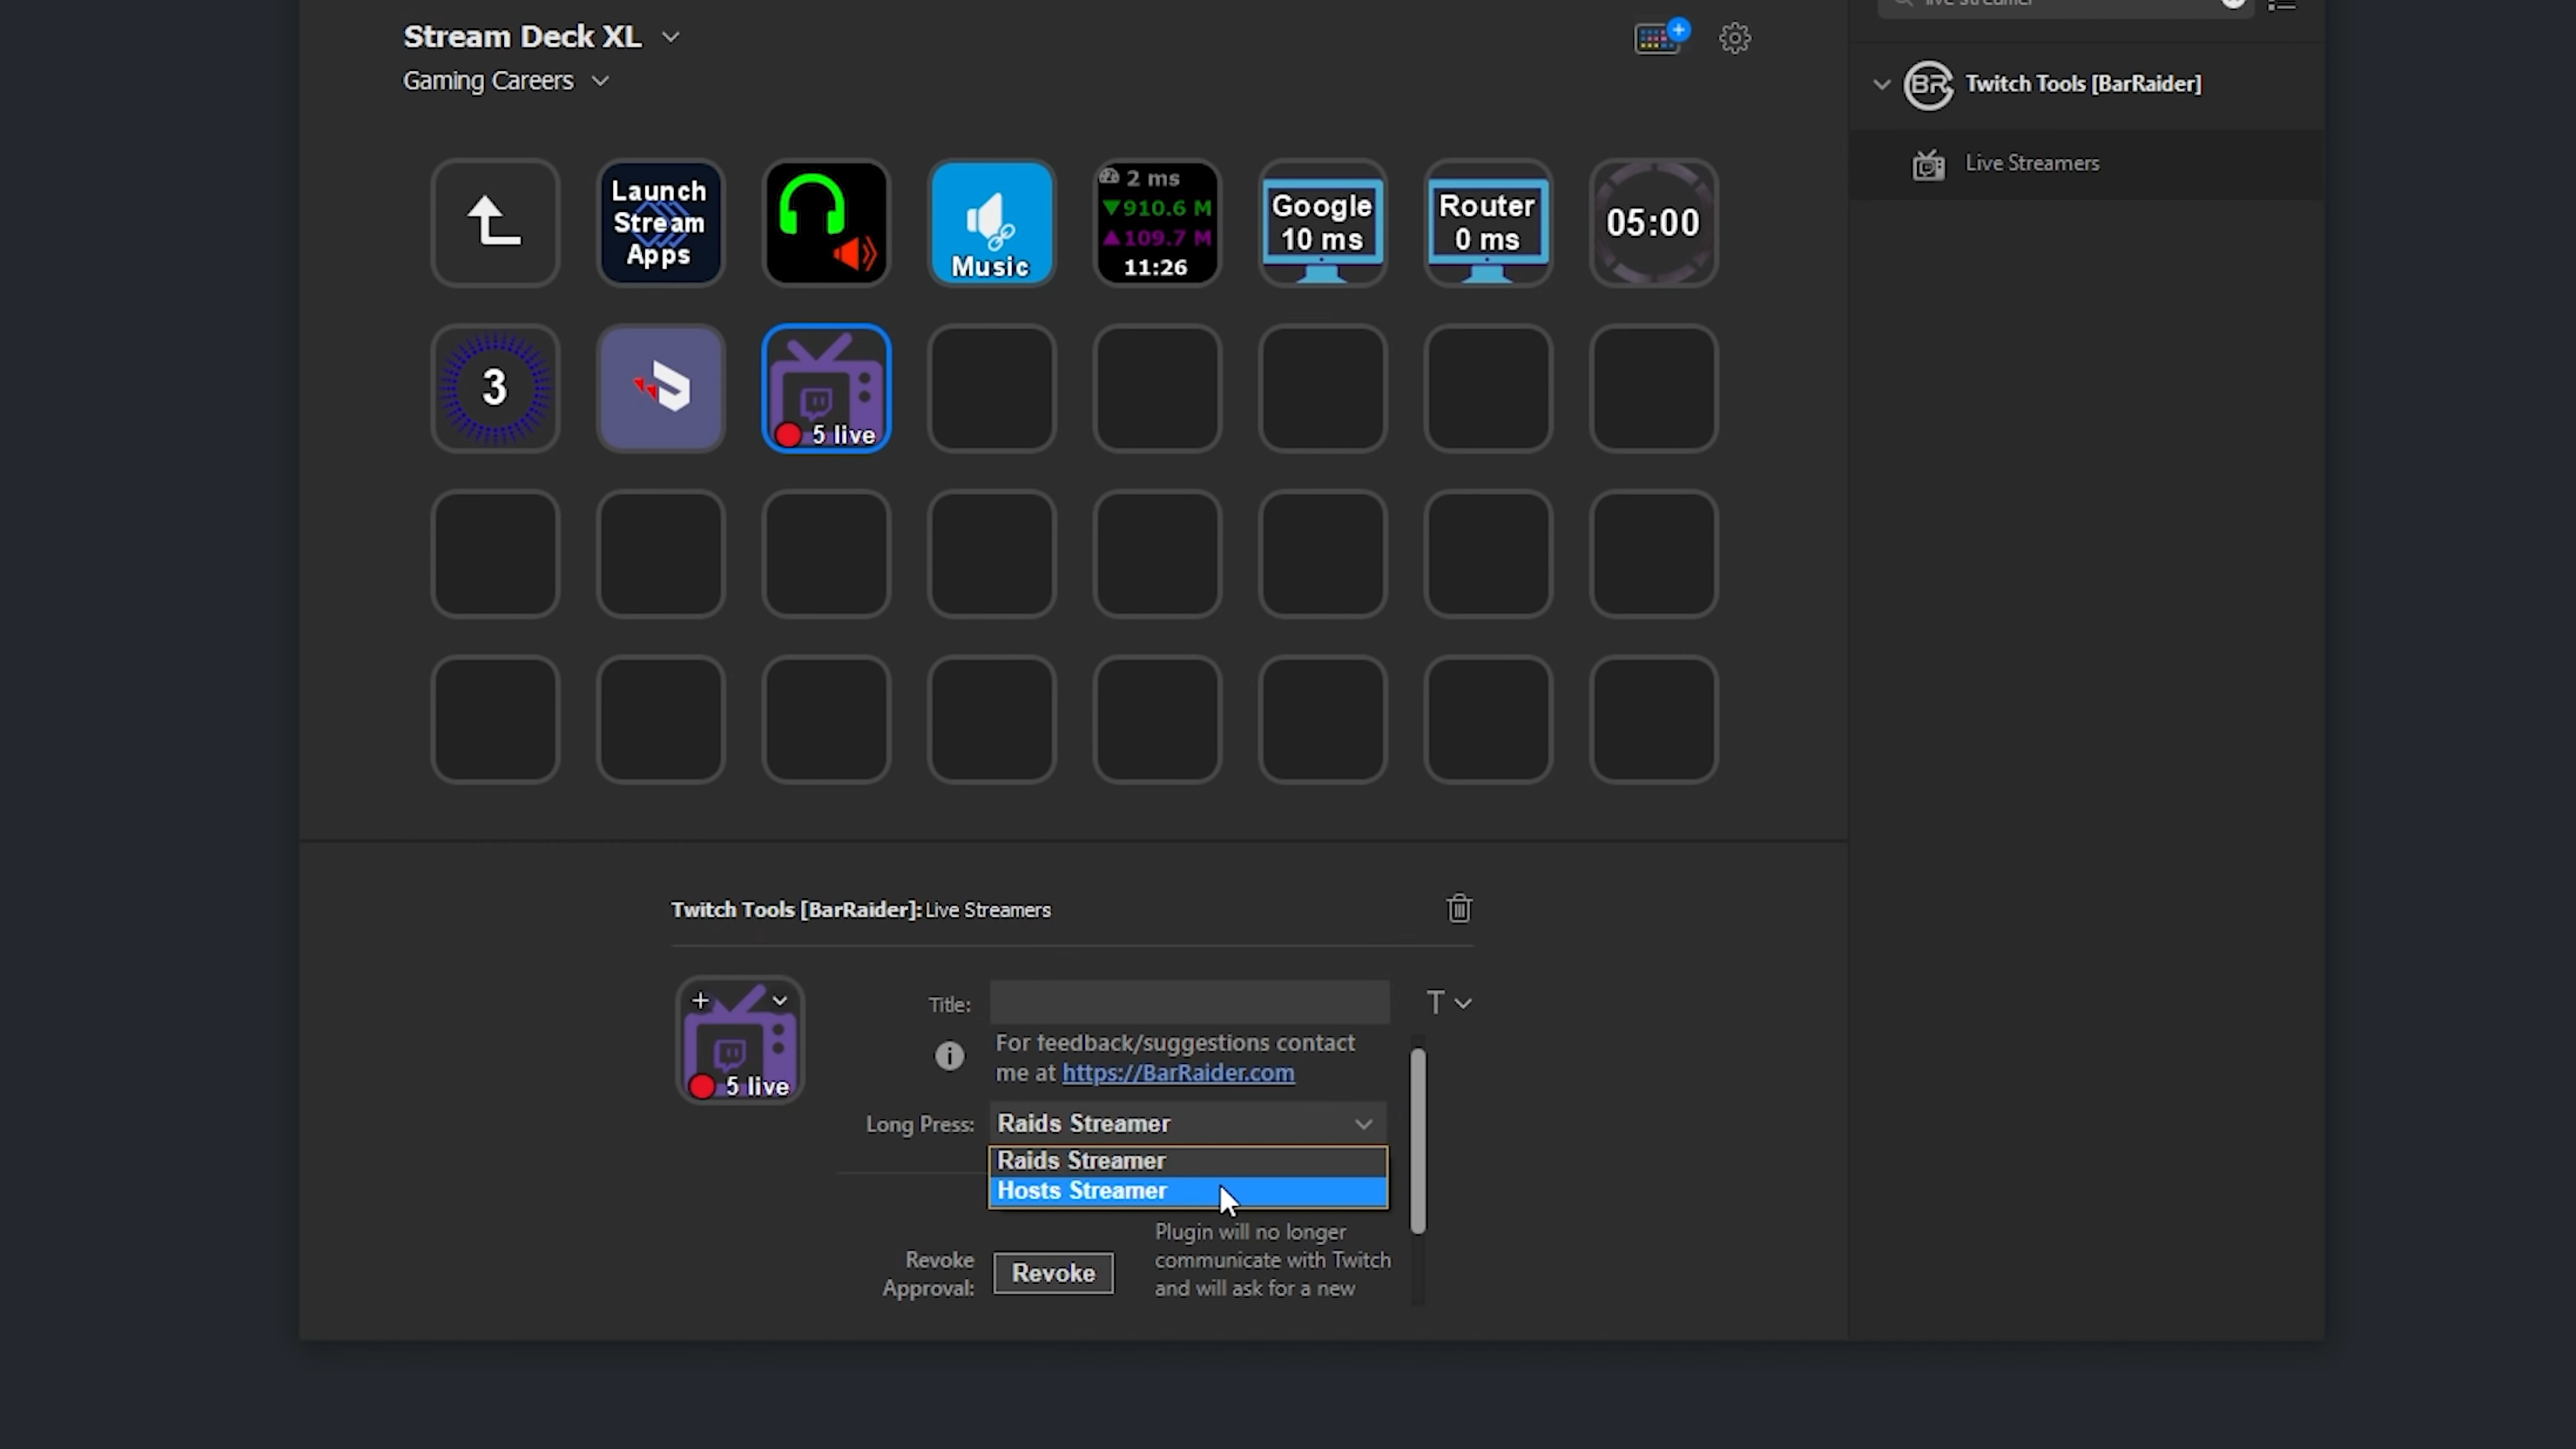 Stream Deck XL
Gaming Careers
live streamer
Twitch Tools [BarRaider]
Live Streamers
Launch
Stream
Apps
Music
2 ms
▼910.6 M
▲109.7 M
11:26
Google
10 ms
Router
0 ms
05:00
3
5 live
Twitch Tools [BarRaider]: Live Streamers
5 live
Title:
T
For feedback/suggestions contact
me at https://BarRaider.com
Long Press: Raids Streamer
Raids Streamer
Hosts Streamer
Revoke
Approval:
Revoke
Plugin will no longer
communicate with Twitch
and will ask for a new